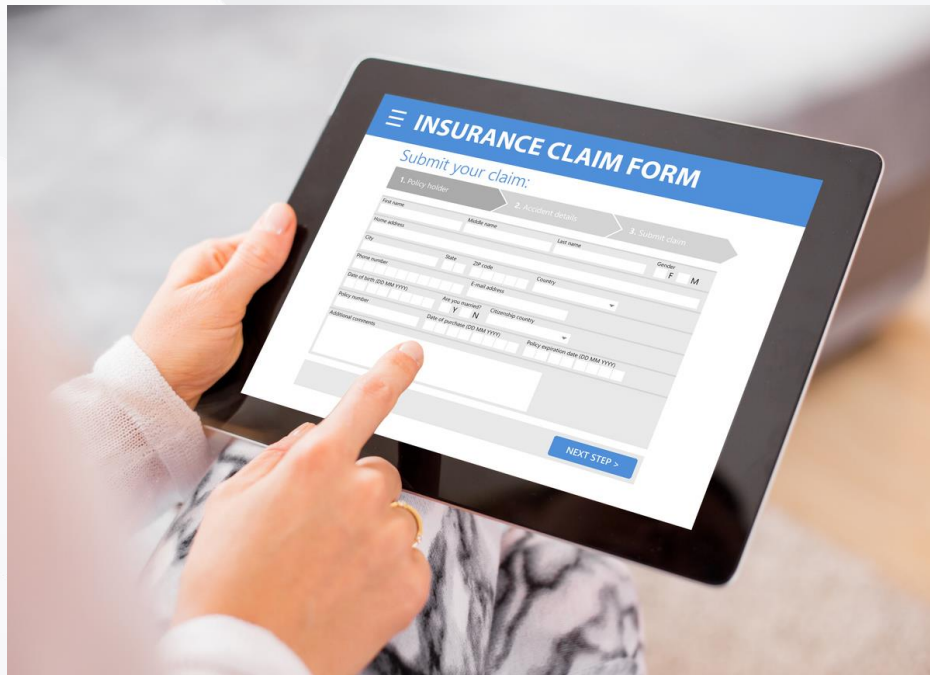 INSURANCE CLAIM FORM
Submit your claim:
1. Policy holder 2. Accident details 3. Submit claim
First name Middle name Last name Gender
F M
Home address
City State ZIP code Country
Phone number E-mail address
Date of birth (DD MM YYYY) Are you married? Citizenship country
Y N
Policy number Date of purchase (DD MM YYYY) Policy expiration date (DD MM YYYY)
Additional comments
NEXT STEP >